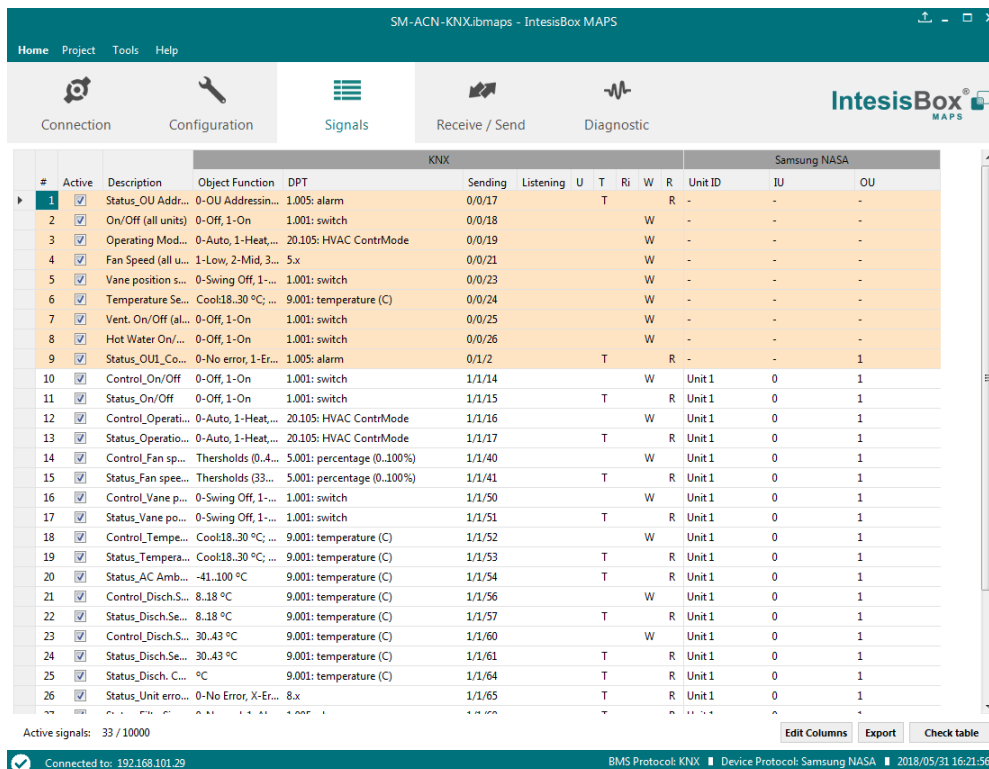 SM-ACN-KNX.ibmaps - IntesisBox MAPS
Home Project Tools Help
Connection Configuration Signals Receive / Send Diagnostic
IntesisBox® MAPS
KNX Samsung NASA
# Active Description Object Function DPT Sending Listening U T Ri W R Unit ID IU OU
1 Status_OU Addr... 0-OU Addressin... 1.005: alarm 0/0/17 T R - - -
2 On/Off (all units) 0-Off, 1-On 1.001: switch 0/0/18 W - - -
3 Operating Mod... 0-Auto, 1-Heat,... 20.105: HVAC ContrMode 0/0/19 W - - -
4 Fan Speed (all u... 1-Low, 2-Mid, 3... 5.x 0/0/21 W - - -
5 Vane position s... 0-Swing Off, 1-... 1.001: switch 0/0/23 W - - -
6 Temperature Se... Cool:18..30 ºC; ... 9.001: temperature (C) 0/0/24 W - - -
7 Vent. On/Off (al... 0-Off, 1-On 1.001: switch 0/0/25 W - - -
8 Hot Water On/... 0-Off, 1-On 1.001: switch 0/0/26 W - - -
9 Status_OU1_Co... 0-No error, 1-Er... 1.005: alarm 0/1/2 T R - - 1
10 Control_On/Off 0-Off, 1-On 1.001: switch 1/1/14 W Unit 1 0 1
11 Status_On/Off 0-Off, 1-On 1.001: switch 1/1/15 T R Unit 1 0 1
12 Control_Operati... 0-Auto, 1-Heat,... 20.105: HVAC ContrMode 1/1/16 W Unit 1 0 1
13 Status_Operatio... 0-Auto, 1-Heat,... 20.105: HVAC ContrMode 1/1/17 T R Unit 1 0 1
14 Control_Fan sp... Thersholds (0..4... 5.001: percentage (0..100%) 1/1/40 W Unit 1 0 1
15 Status_Fan spee... Thersholds (33... 5.001: percentage (0..100%) 1/1/41 T R Unit 1 0 1
16 Control_Vane p... 0-Swing Off, 1-... 1.001: switch 1/1/50 W Unit 1 0 1
17 Status_Vane po... 0-Swing Off, 1-... 1.001: switch 1/1/51 T R Unit 1 0 1
18 Control_Tempe... Cool:18..30 ºC; ... 9.001: temperature (C) 1/1/52 W Unit 1 0 1
19 Status_Tempera... Cool:18..30 ºC; ... 9.001: temperature (C) 1/1/53 T R Unit 1 0 1
20 Status_AC Amb... -41..100 ºC 9.001: temperature (C) 1/1/54 T R Unit 1 0 1
21 Control_Disch.S... 8..18 ºC 9.001: temperature (C) 1/1/56 W Unit 1 0 1
22 Status_Disch.Se... 8..18 ºC 9.001: temperature (C) 1/1/57 T R Unit 1 0 1
23 Control_Disch.S... 30..43 ºC 9.001: temperature (C) 1/1/60 W Unit 1 0 1
24 Status_Disch.Se... 30..43 ºC 9.001: temperature (C) 1/1/61 T R Unit 1 0 1
25 Status_Disch. C... ºC 9.001: temperature (C) 1/1/64 T R Unit 1 0 1
26 Status_Unit erro... 0-No Error, X-Er... 8.x 1/1/65 T R Unit 1 0 1
Active signals: 33 / 10000 Edit Columns Export Check table
Connected to: 192.168.101.29 BMS Protocol: KNX Device Protocol: Samsung NASA 2018/05/31 16:21:56